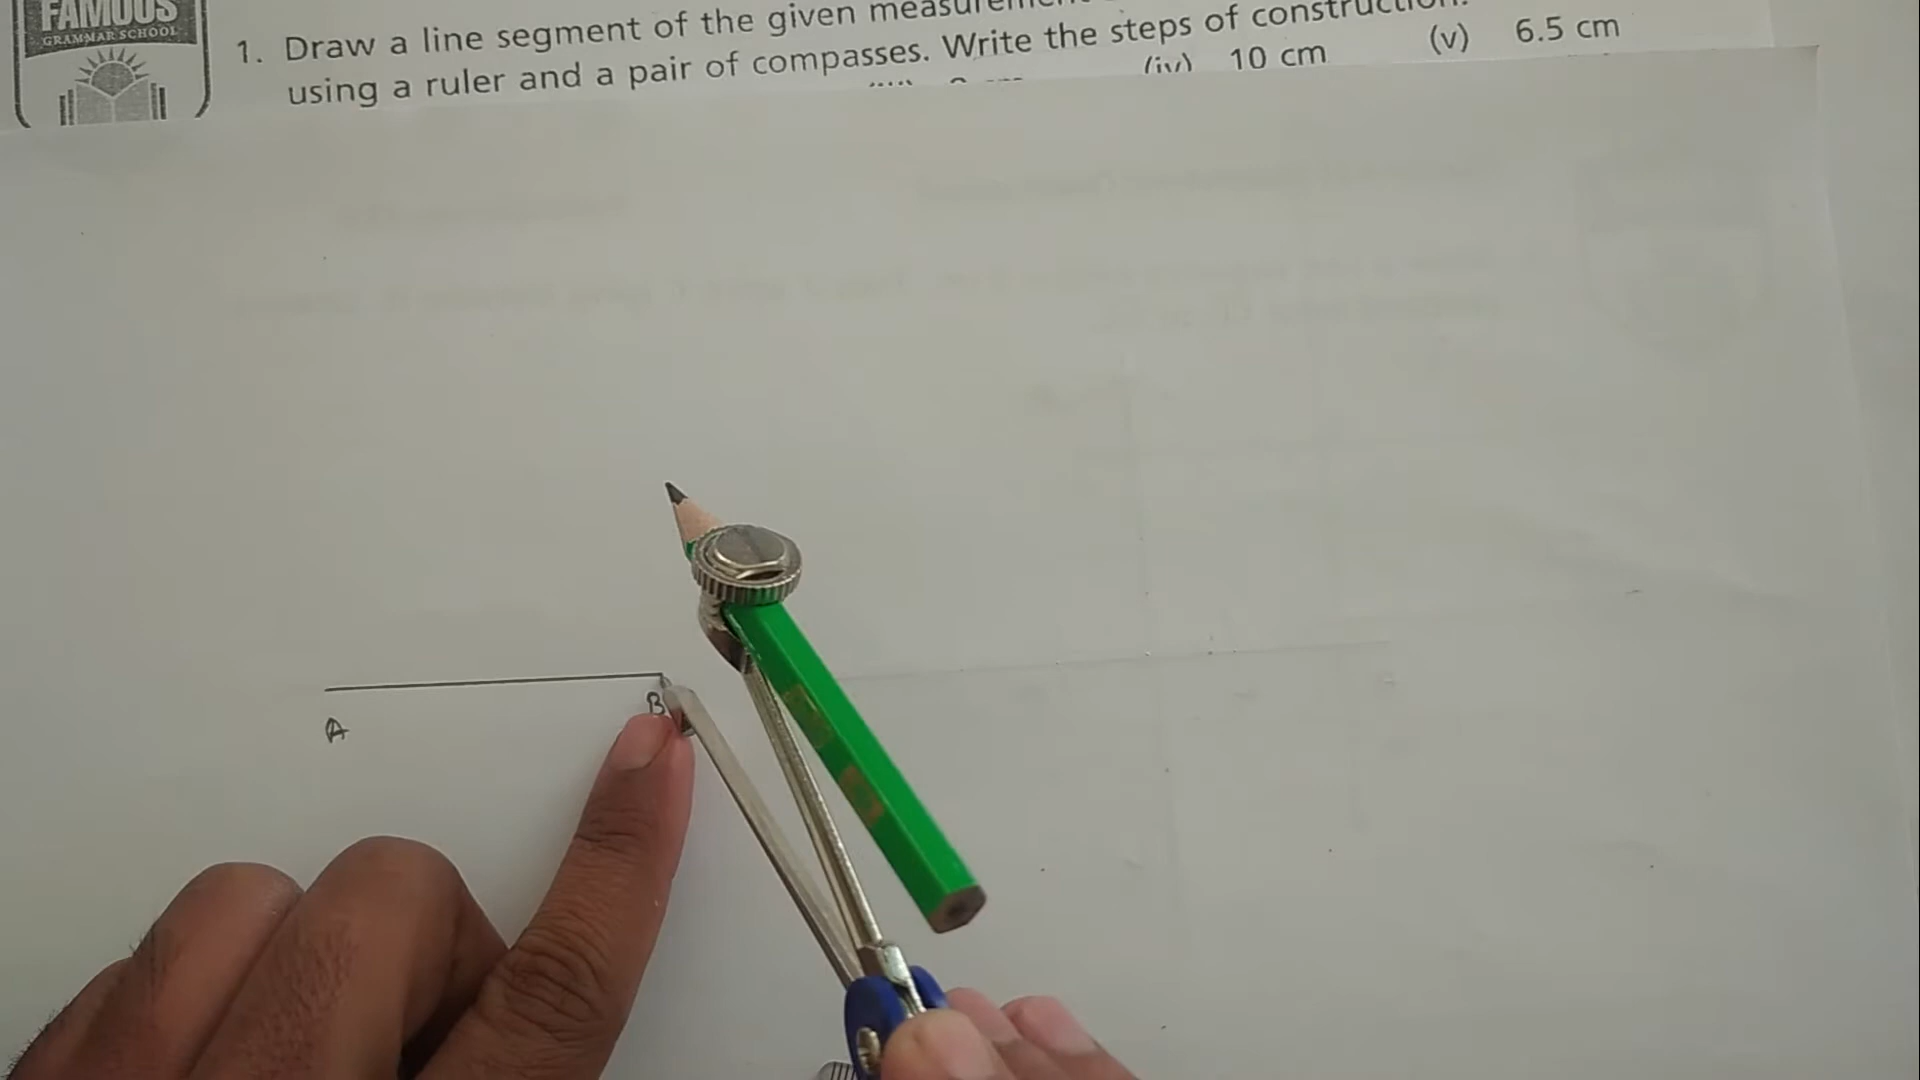 FAMOUS
GRAMMAR SCHOOL
1. Draw a line segment of the given
using a ruler and a pair of compasses. Write the steps of construction.
(iv) 10 cm (v) 6.5 cm
A
B